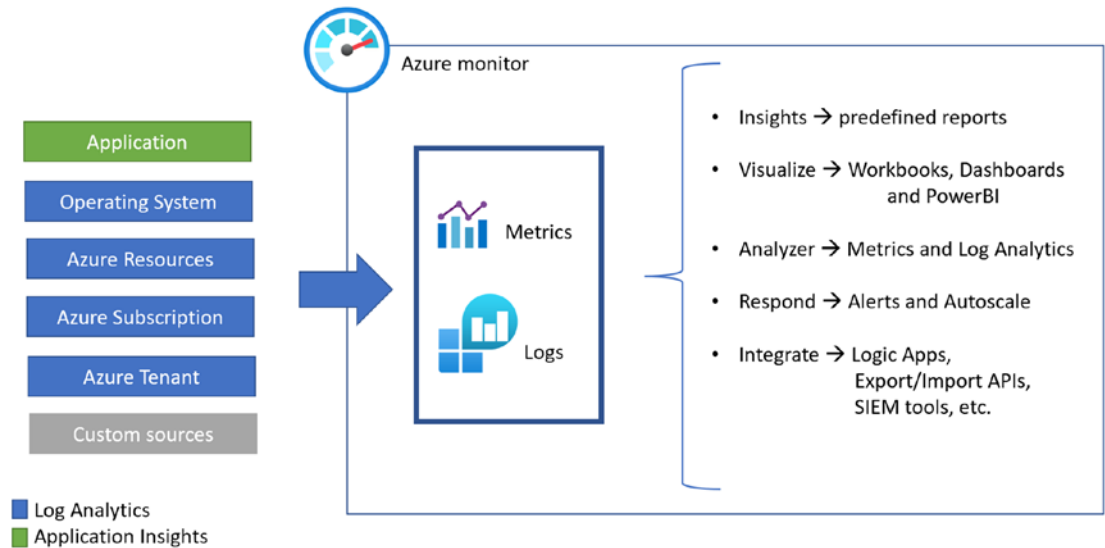 Azure monitor
Application
Operating System
Azure Resources
Azure Subscription
Azure Tenant
Custom sources
Log Analytics
Application Insights
Metrics
Logs
• Insights → predefined reports
• Visualize → Workbooks, Dashboards
and PowerBI
• Analyzer → Metrics and Log Analytics
• Respond → Alerts and Autoscale
• Integrate → Logic Apps,
Export/Import APIs,
SIEM tools, etc.